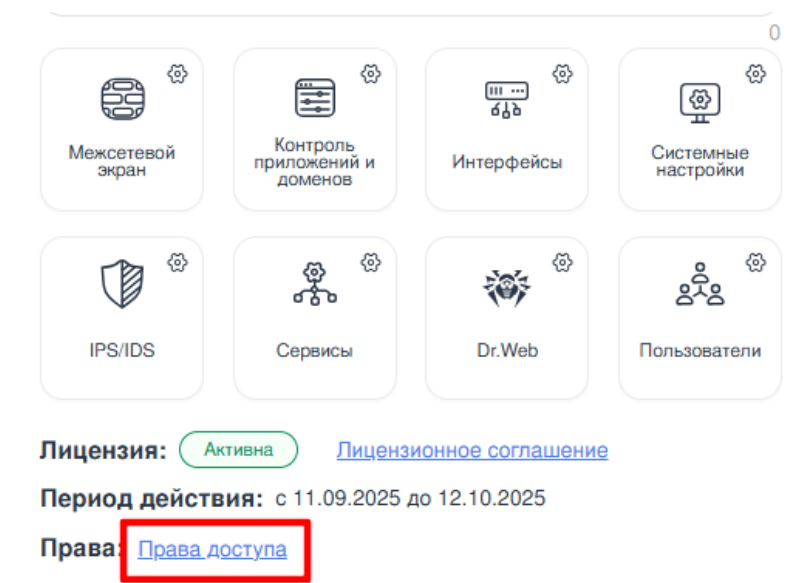 0
Межсетевой
экран
Контроль
приложений и
доменов
Интерфейсы
Системные
настройки
IPS/IDS
Сервисы
Dr.Web
Пользователи
Лицензия: Активна Лицензионное соглашение
Период действия: с 11.09.2025 до 12.10.2025
Права: Права доступа